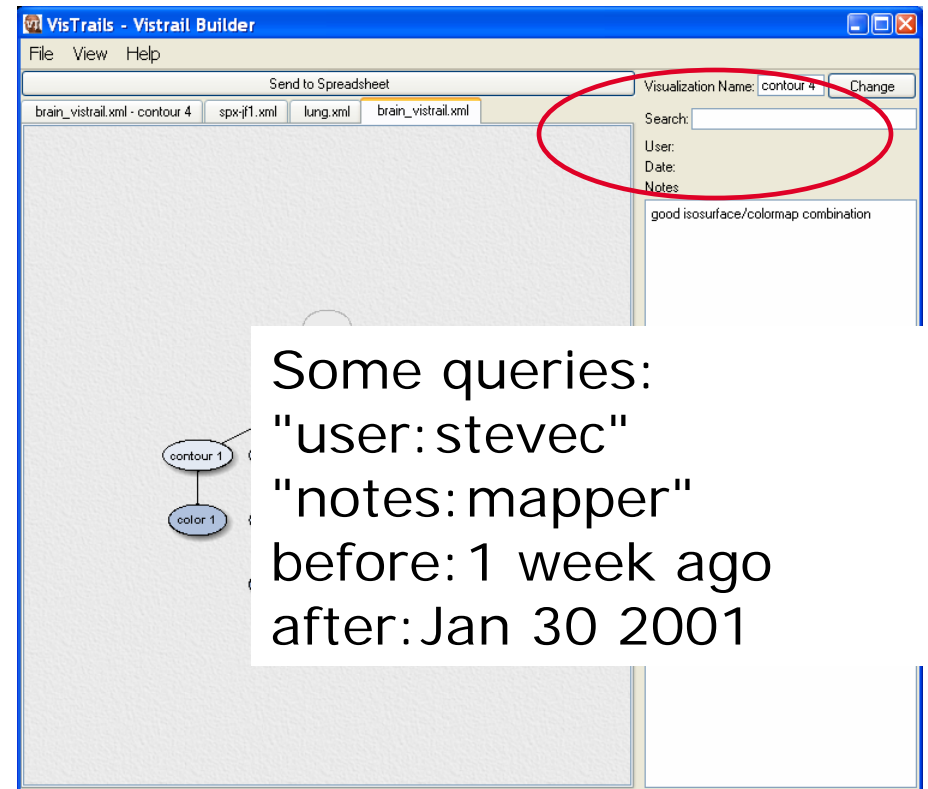 VisTrails - Vistrail Builder
File View Help
Send to Spreadsheet
brain_vistrail.xml - contour 4 spx-jf1.xml lung.xml brain_vistrail.xml
Visualization Name: contour 4 Change
Search:
User:
Date:
Notes
good isosurface/colormap combination
contour 1
color 1
Some queries:
"user:stevec"
"notes:mapper"
before:1 week ago
after:Jan 30 2001